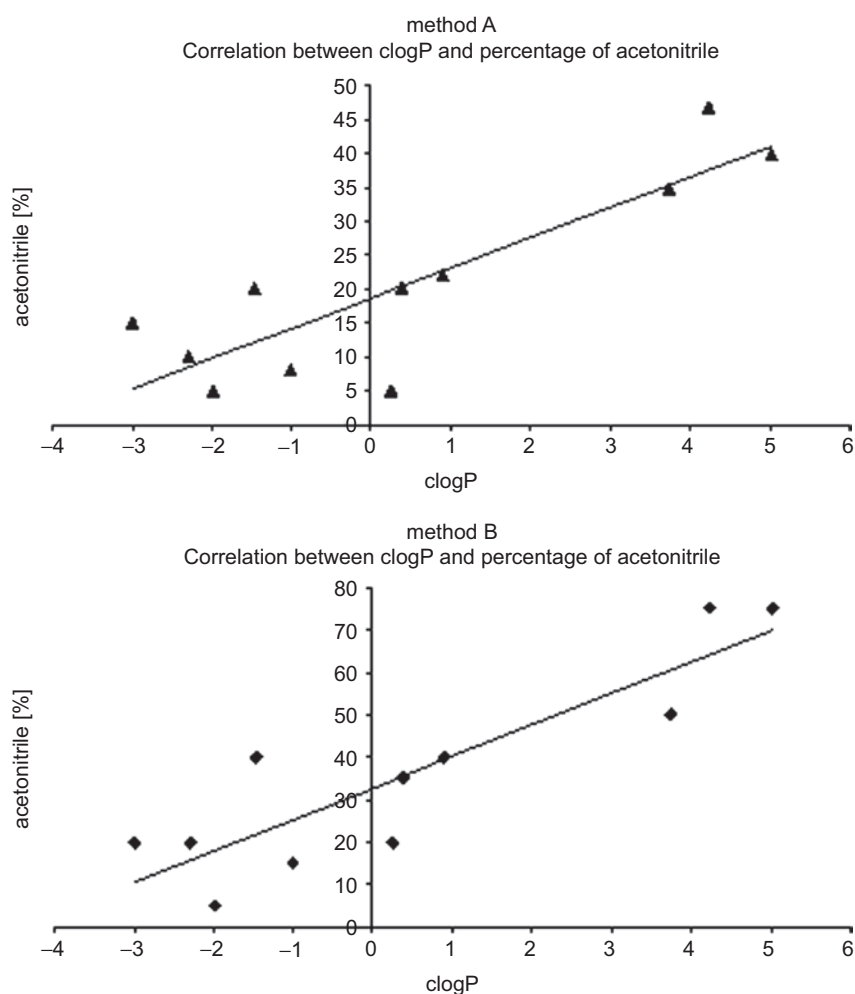 method A
Correlation between clogP and percentage of acetonitrile
50
45
40
35
30
25
20
15
10
5
0
acetonitrile [%]
–4 –3 –2 –1 0 1 2 3 4 5 6
clogP
method B
Correlation between clogP and percentage of acetonitrile
80
70
60
50
40
30
20
10
0
acetonitrile [%]
–4 –3 –2 –1 0 1 2 3 4 5 6
clogP